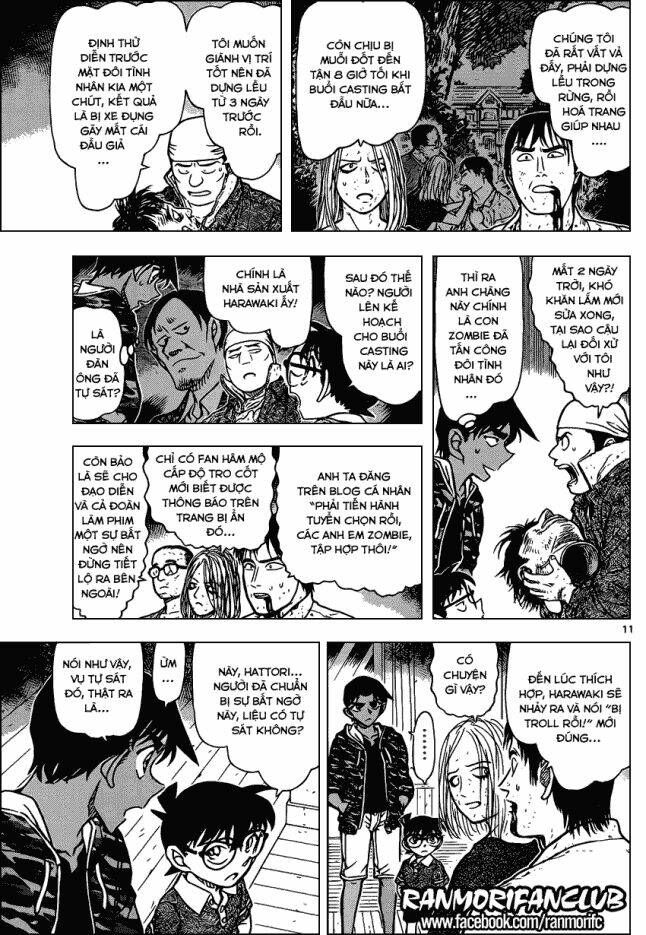 CHÚNG TÔI
ĐÃ RẤT VẤT VẢ
ĐẤY, PHẢI DỰNG
LỀU TRONG
RỪNG, RỒI
HOÁ TRANG
GIÚP NHAU
....
CÒN CHỊU BỊ
MUỖI ĐỐT ĐẾN
TẬN 8 GIỜ TỐI KHI
BUỔI CASTING BẮT
ĐẦU NỮA...
TÔI MUỐN
GIÀNH VỊ TRÍ
TỐT NÊN ĐÃ
DỰNG LỀU
TỪ 3 NGÀY
TRƯỚC
RỒI.
ĐỊNH THỬ
DIỄN TRƯỚC
MẶT ĐÔI TÌNH
NHÂN KIA MỘT
CHÚT, KẾT QUẢ
LÀ BỊ XE ĐỤNG
GÃY MẤT CÁI
ĐẦU GIẢ
...
MẤT 2 NGÀY
TRỜI, KHÓ
KHĂN LẮM MỚI
SỬA XONG,
TẠI SAO CẬU
LẠI ĐỐI XỬ
VỚI TÔI
NHƯ
VẬY?!
THÌ RA
ANH CHÀNG
NÀY CHÍNH
LÀ CON
ZOMBIE ĐÃ
TẤN CÔNG
ĐÔI TÌNH
NHÂN ĐÓ
...
SAU ĐÓ THẾ
NÀO? NGƯỜI
LÊN KẾ
HOẠCH
CHO BUỔI
CASTING
NÀY LÀ AI?
CHÍNH LÀ
NHÀ SẢN XUẤT
HARAWAKI ẤY!
LÀ
NGƯỜI
ĐÀN
ÔNG ĐÃ
TỰ SÁT?
ANH TA ĐĂNG
TRÊN BLOG CÁ NHÂN
"PHẢI TIẾN HÀNH
TUYỂN CHỌN RỒI,
CÁC ANH EM ZOMBIE,
TẬP HỢP THÔI!"
CHỈ CÓ FAN HÂM MỘ
CẤP ĐỘ TRO CỐT
MỚI BIẾT ĐƯỢC
THÔNG BÁO TRÊN
TRANG BỊ ẨN
ĐÓ...
CÒN BẢO
LÀ SẼ CHO
ĐẠO DIỄN
VÀ CẢ ĐOÀN
LÀM PHIM
MỘT SỰ BẤT
NGỜ NÊN
ĐỪNG TIẾT
LỘ RA BÊN
NGOÀI!
11
ĐẾN LÚC THÍCH
HỢP, HARAWAKI SẼ
NHẢY RA VÀ NÓI "BỊ
TROLL RỒI!" MỚI
ĐÚNG...
CÓ
CHUYỆN
GÌ VẬY?
......
NÀY, HATTORI...
NGƯỜI ĐÃ CHUẨN
BỊ SỰ BẤT NGỜ
NÀY, LIỆU CÓ TỰ
SÁT KHÔNG?
ỪM
...
NÓI NHƯ VẬY,
VỤ TỰ SÁT
ĐÓ, THẬT RA
LÀ...
RANMORIFANCLUB
www.facebook.com/ranmorifc